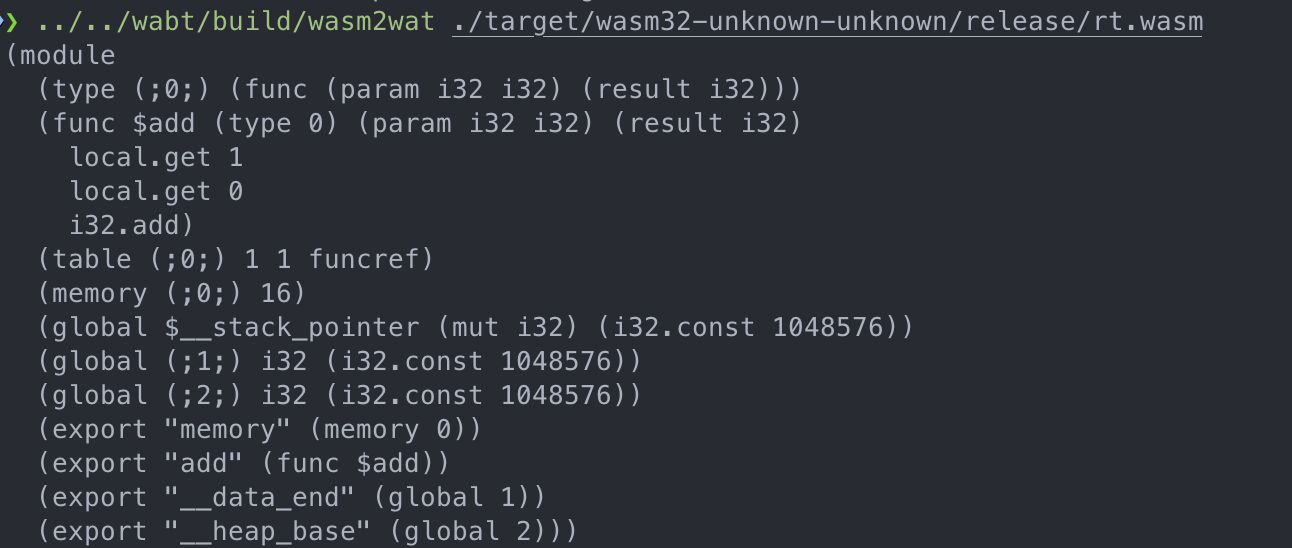 ❯ ../../wabt/build/wasm2wat ./target/wasm32-unknown-unknown/release/rt.wasm
(module
  (type (;0;) (func (param i32 i32) (result i32)))
  (func $add (type 0) (param i32 i32) (result i32)
    local.get 1
    local.get 0
    i32.add)
  (table (;0;) 1 1 funcref)
  (memory (;0;) 16)
  (global $__stack_pointer (mut i32) (i32.const 1048576))
  (global (;1;) i32 (i32.const 1048576))
  (global (;2;) i32 (i32.const 1048576))
  (export "memory" (memory 0))
  (export "add" (func $add))
  (export "__data_end" (global 1))
  (export "__heap_base" (global 2)))